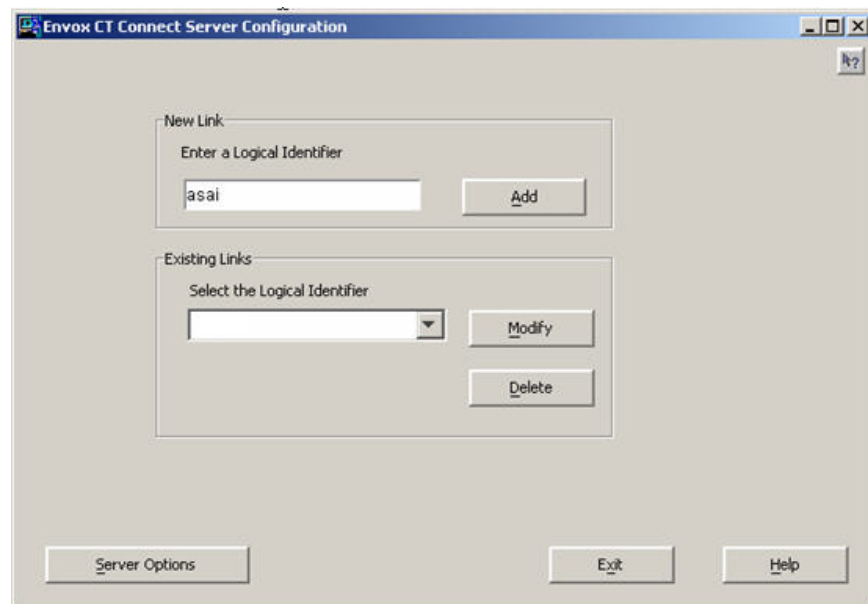 Envox CT Connect Server Configuration
New Link
Enter a Logical Identifier
asai
Add
Existing Links
Select the Logical Identifier
Modify
Delete
Server Options
Exit
Help